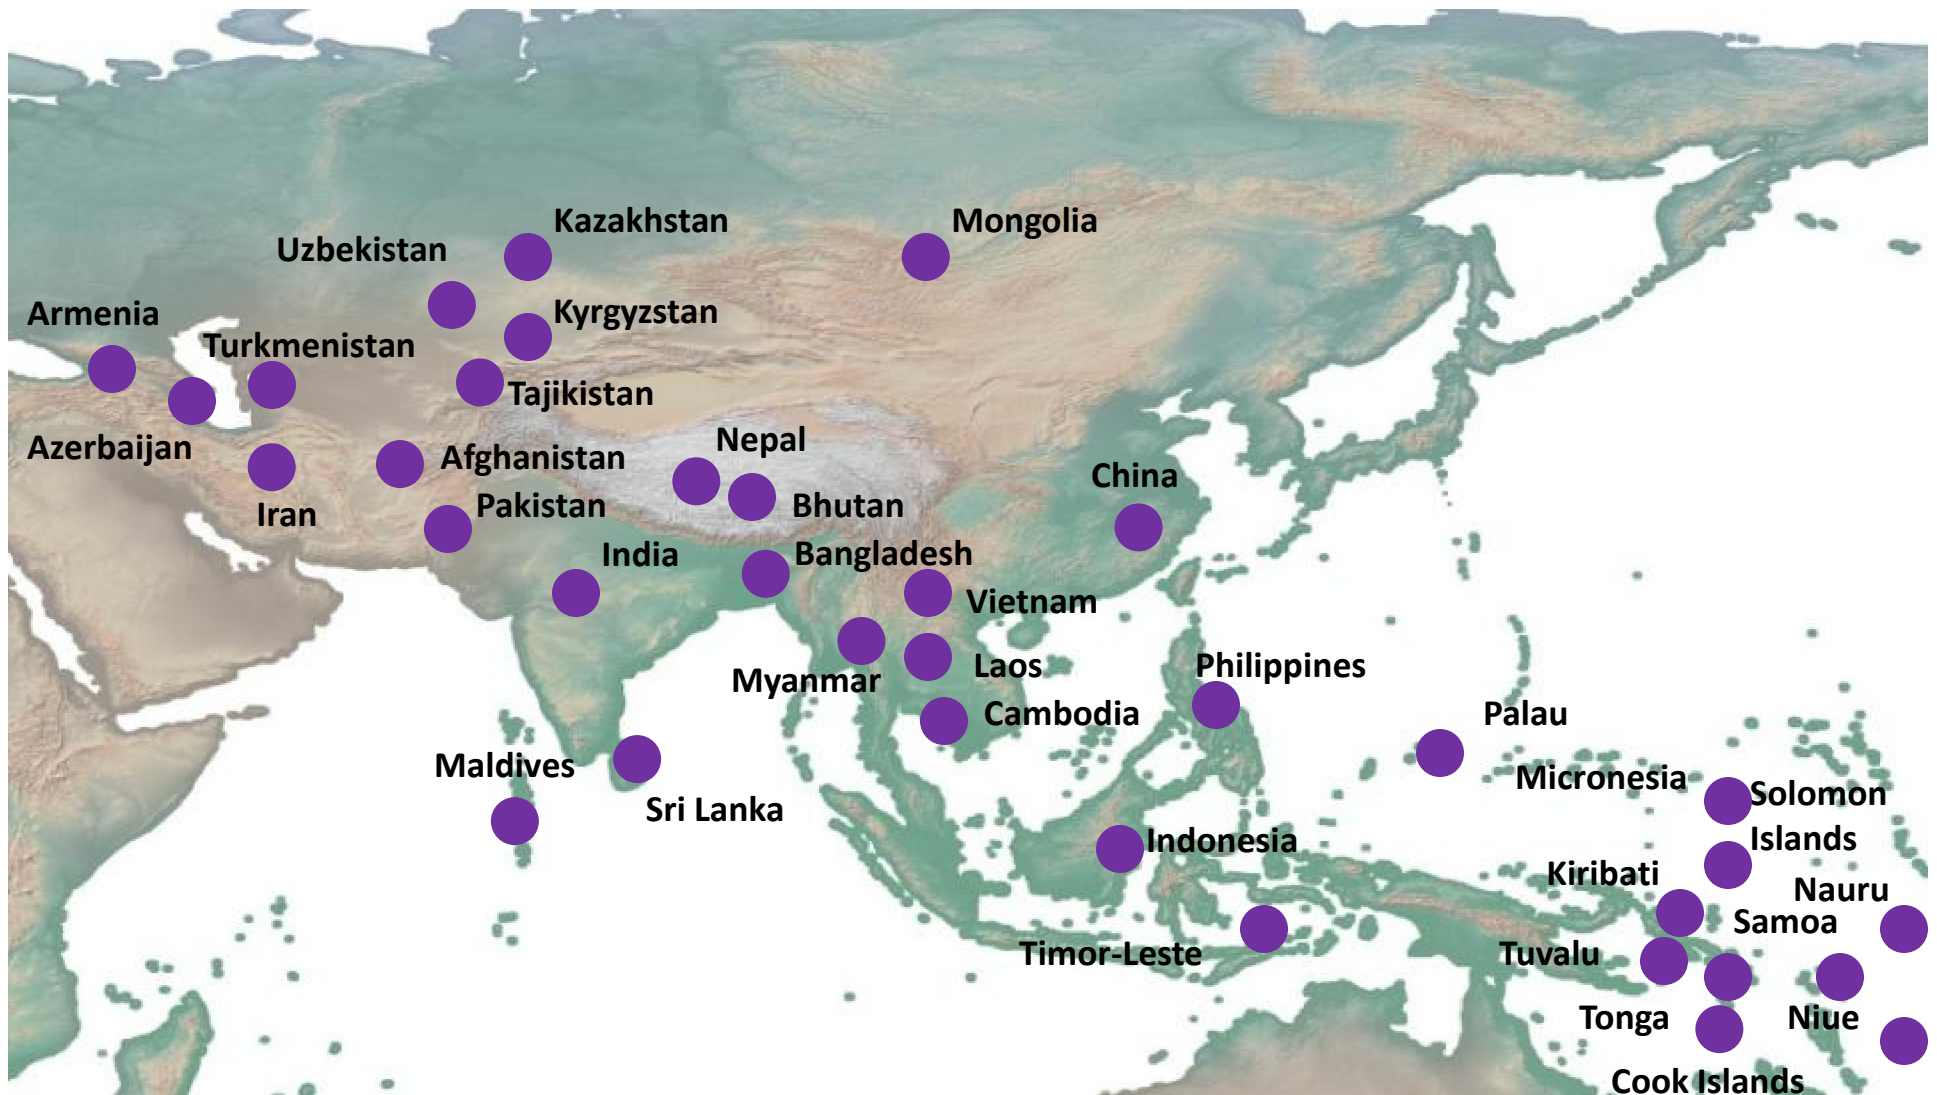 Kazakhstan
Mongolia
Uzbekistan
Armenia
Kyrgyzstan
Turkmenistan
Tajikistan
Nepal
Azerbaijan
Afghanistan
China
Iran
Pakistan
Bhutan
India
Bangladesh
Vietnam
Myanmar
Laos
Philippines
Cambodia
Palau
Maldives
Micronesia
Sri Lanka
Solomon
Islands
Indonesia
Kiribati
Nauru
Samoa
Timor-Leste
Tuvalu
Tonga
Niue
Cook Islands